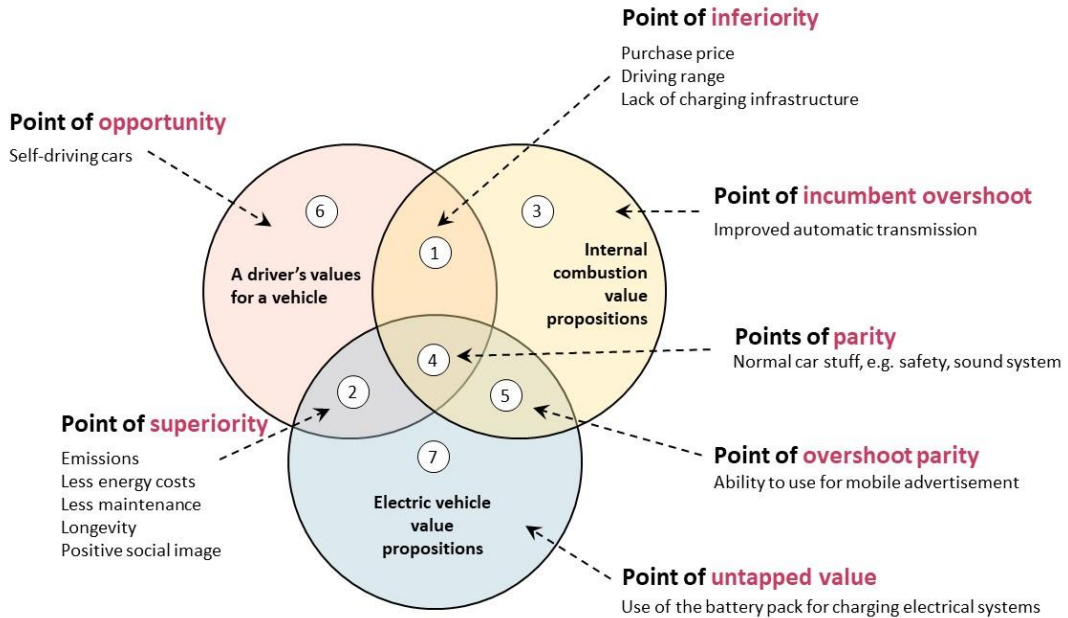 Point of inferiority
Purchase price
Driving range
Lack of charging infrastructure
Point of opportunity
Self-driving cars
6
3
Point of incumbent overshoot
Improved automatic transmission
1
A driver's values
for a vehicle
Internal
combustion
value
propositions
Points of parity
Normal car stuff, e.g. safety, sound system
4
2
5
Point of superiority
Emissions
Less energy costs
Less maintenance
Longevity
Positive social image
7
Point of overshoot parity
Ability to use for mobile advertisement
Electric vehicle
value
propositions
Point of untapped value
Use of the battery pack for charging electrical systems